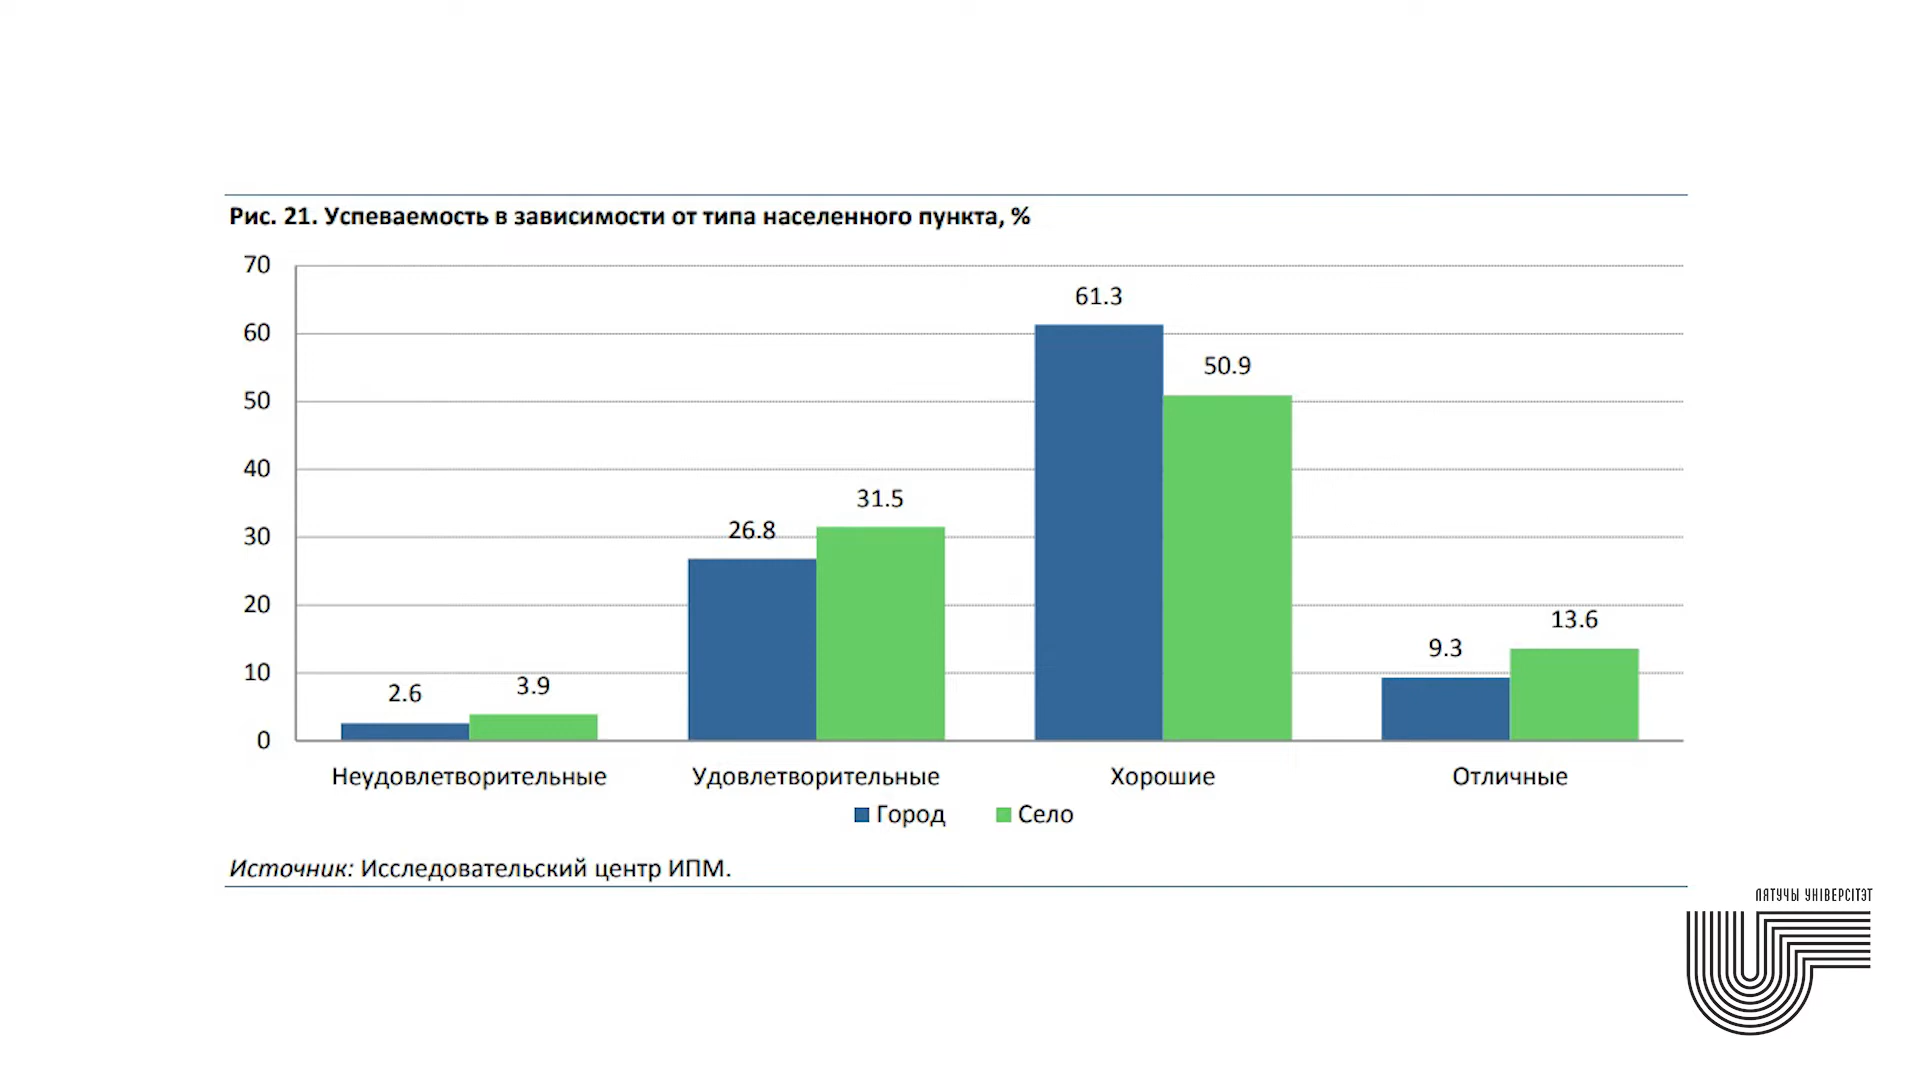 Рис. 21. Успеваемость в зависимости от типа населенного пункта, %
70
60
50
40
30
20
10
0
2.6
3.9
26.8
31.5
61.3
50.9
9.3
13.6
Неудовлетворительные
Удовлетворительные
Хорошие
Отличные
Город
Село
Источник: Исследовательский центр ИПМ.
ЛЯТУЧЫ УНІВЕРСІТЭТ